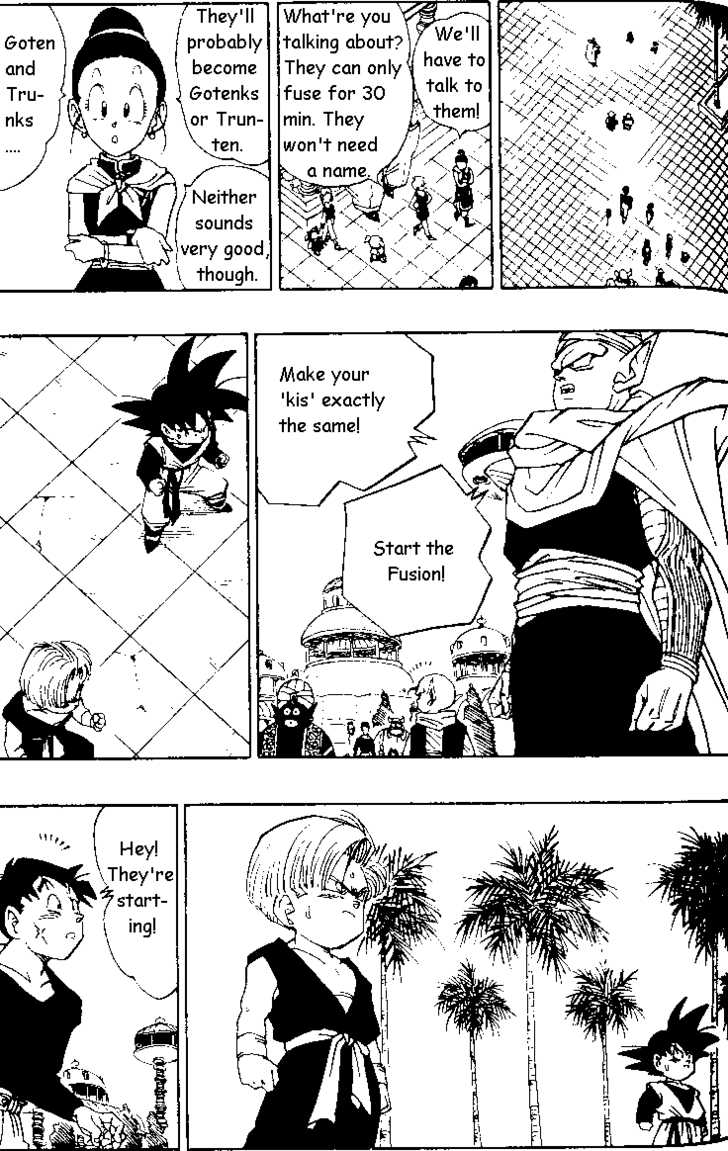 We'll
have to
talk to
them!
What're you
talking about?
They can only
fuse for 30
min. They
won't need
a name.
They'll
probably
become
Gotenks
or Trun-
ten.
Neither
sounds
very good,
though.
Goten
and
Tru-
nks
....
Make your
'kis' exactly
the same!
Start the
Fusion!
Hey!
They're
start-
ing!